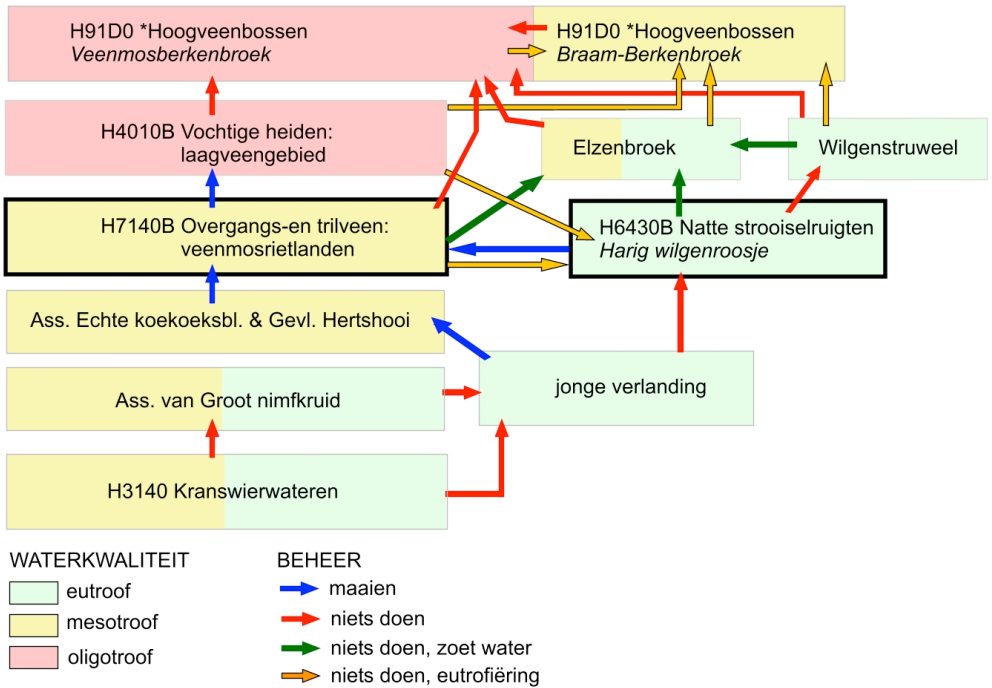 H91D0 *Hoogveenbossen
Veenmosberkenbroek
H91D0 *Hoogveenbossen
Braam-Berkenbroek
H4010B Vochtige heiden:
laagveengebied
Elzenbroek
Wilgenstruweel
H7140B Overgangs-en trilveen:
veenmosrietlanden
H6430B Natte strooiselruigten
Harig wilgenroosje
Ass. Echte koekoeksbl. & Gevl. Hertshooi
jonge verlanding
Ass. van Groot nimfkruid
H3140 Kranswierwateren
WATERKWALITEIT
eutroof
mesotroof
oligotroof
BEHEER
maaien
niets doen
niets doen, zoet water
niets doen, eutrofiëring